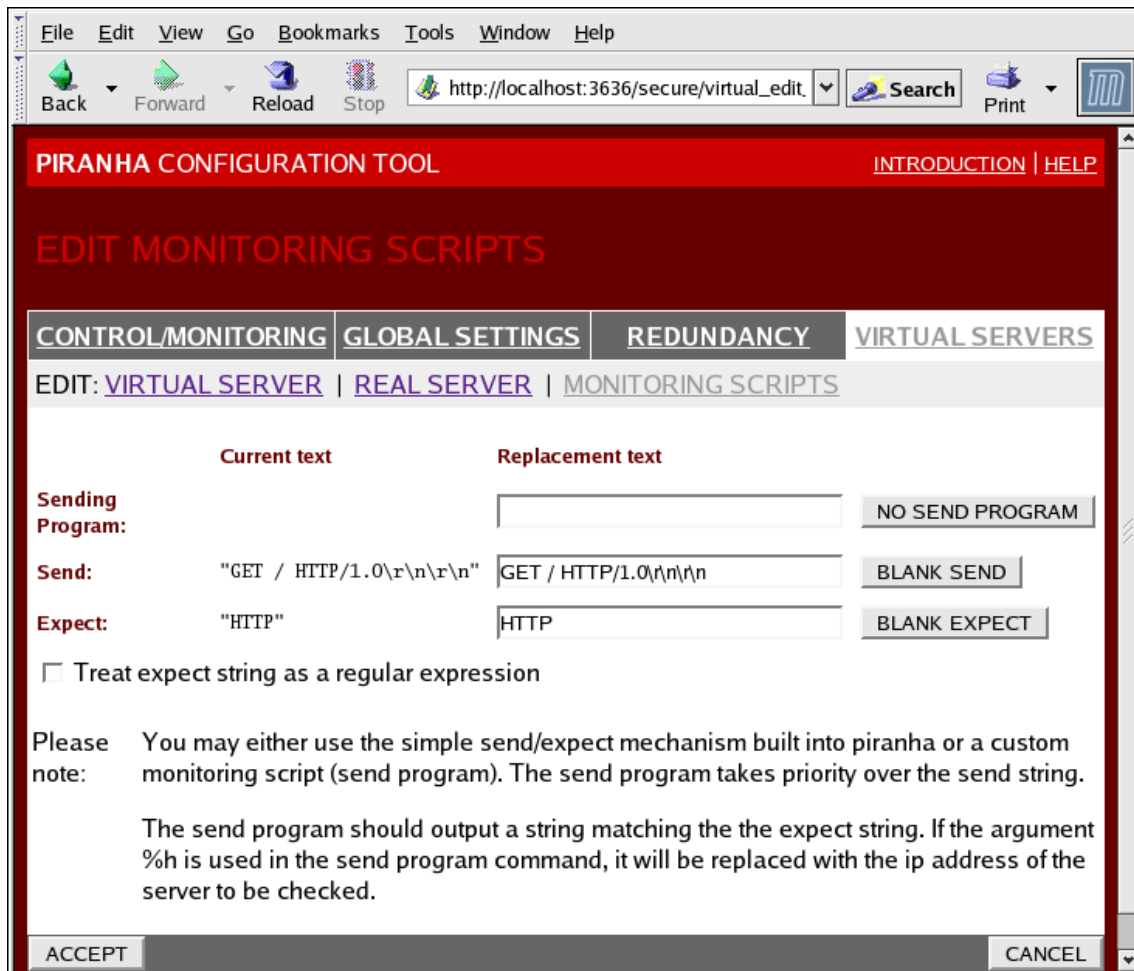 File Edit View Go Bookmarks Tools Window Help
Back Forward Reload Stop http://localhost:3636/secure/virtual_edit_ Search Print
PIRANHA CONFIGURATION TOOL INTRODUCTION | HELP
EDIT MONITORING SCRIPTS
CONTROL/MONITORING GLOBAL SETTINGS REDUNDANCY VIRTUAL SERVERS
EDIT: VIRTUAL SERVER | REAL SERVER | MONITORING SCRIPTS
Current text Replacement text
Sending
Program: NO SEND PROGRAM
Send: "GET / HTTP/1.0\r\n\r\n" GET / HTTP/1.0\r\n\r\n BLANK SEND
Expect: "HTTP" HTTP BLANK EXPECT
Treat expect string as a regular expression
Please You may either use the simple send/expect mechanism built into piranha or a custom
note: monitoring script (send program). The send program takes priority over the send string.
The send program should output a string matching the the expect string. If the argument
%h is used in the send program command, it will be replaced with the ip address of the
server to be checked.
ACCEPT CANCEL